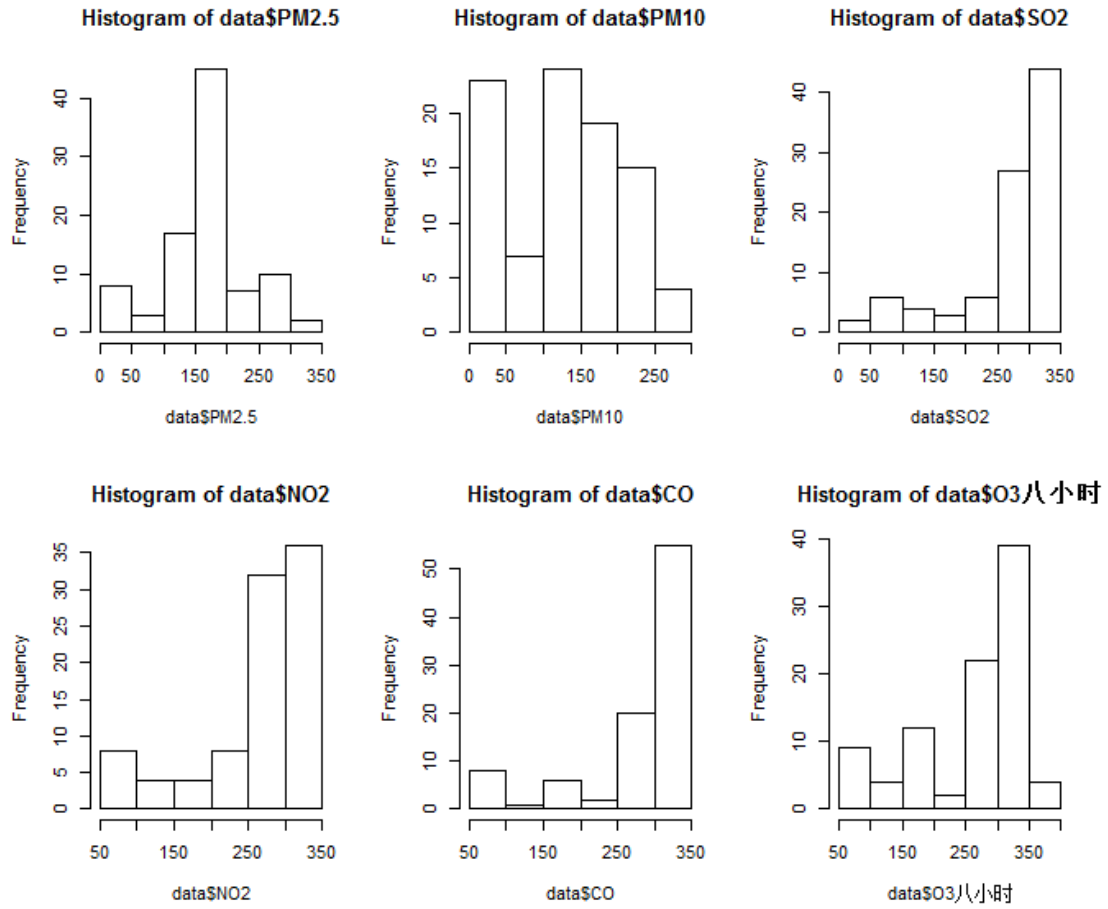 Histogram of data$PM2.5
Frequency
0 10 20 30 40
0 50 150 250 350
data$PM2.5
Histogram of data$PM10
Frequency
0 5 10 15 20
0 50 150 250
data$PM10
Histogram of data$SO2
Frequency
0 10 20 30 40
0 50 150 250 350
data$SO2
Histogram of data$NO2
Frequency
0 5 10 15 20 25 30 35
50 150 250 350
data$NO2
Histogram of data$CO
Frequency
0 10 20 30 40 50
50 150 250 350
data$CO
Histogram of data$O3八小时
Frequency
0 10 20 30 40
50 150 250 350
data$O3八小时